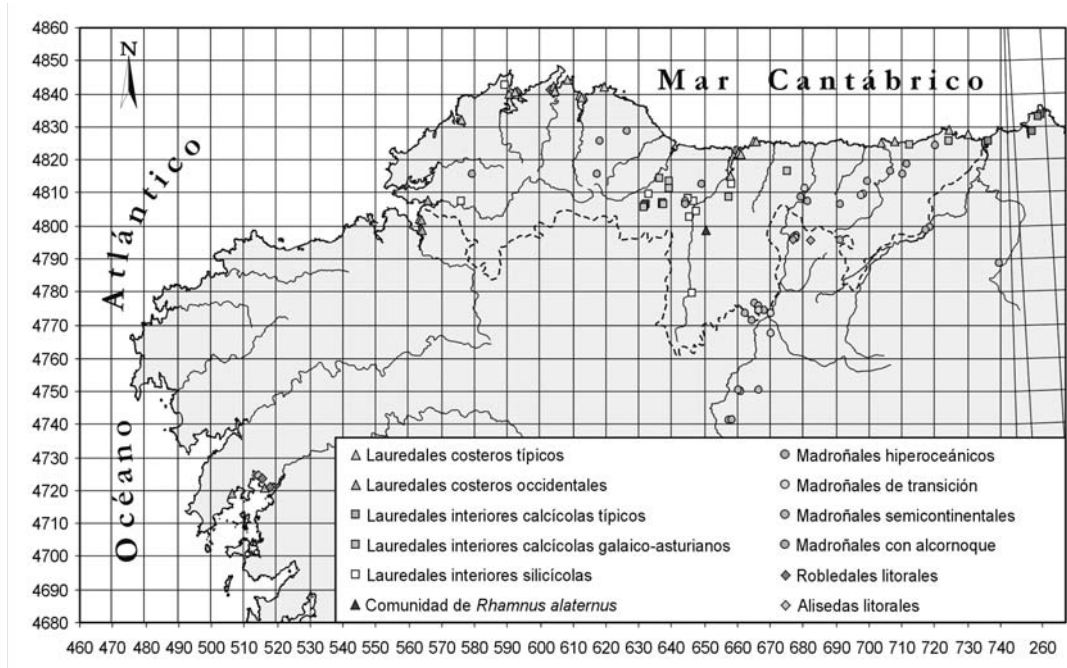 4860
4850
4840
4830
4820
4810
4800
4790
4780
4770
4760
4750
4740
4730
4720
4710
4700
4690
4680
N
Mar Cantábrico
Océano Atlántico
Lauredales costeros típicos
Lauredales costeros occidentales
Lauredales interiores calcícolas típicos
Lauredales interiores calcícolas galaico-asturianos
Lauredales interiores silicícolas
Comunidad de Rhamnus alaternus
Madroñales hiperoceánicos
Madroñales de transición
Madroñales semicontinentales
Madroñales con alcornoque
Robledales litorales
Alisedas litorales
460 470 480 490 500 510 520 530 540 550 560 570 580 590 600 610 620 630 640 650 660 670 680 690 700 710 720 730 740 260